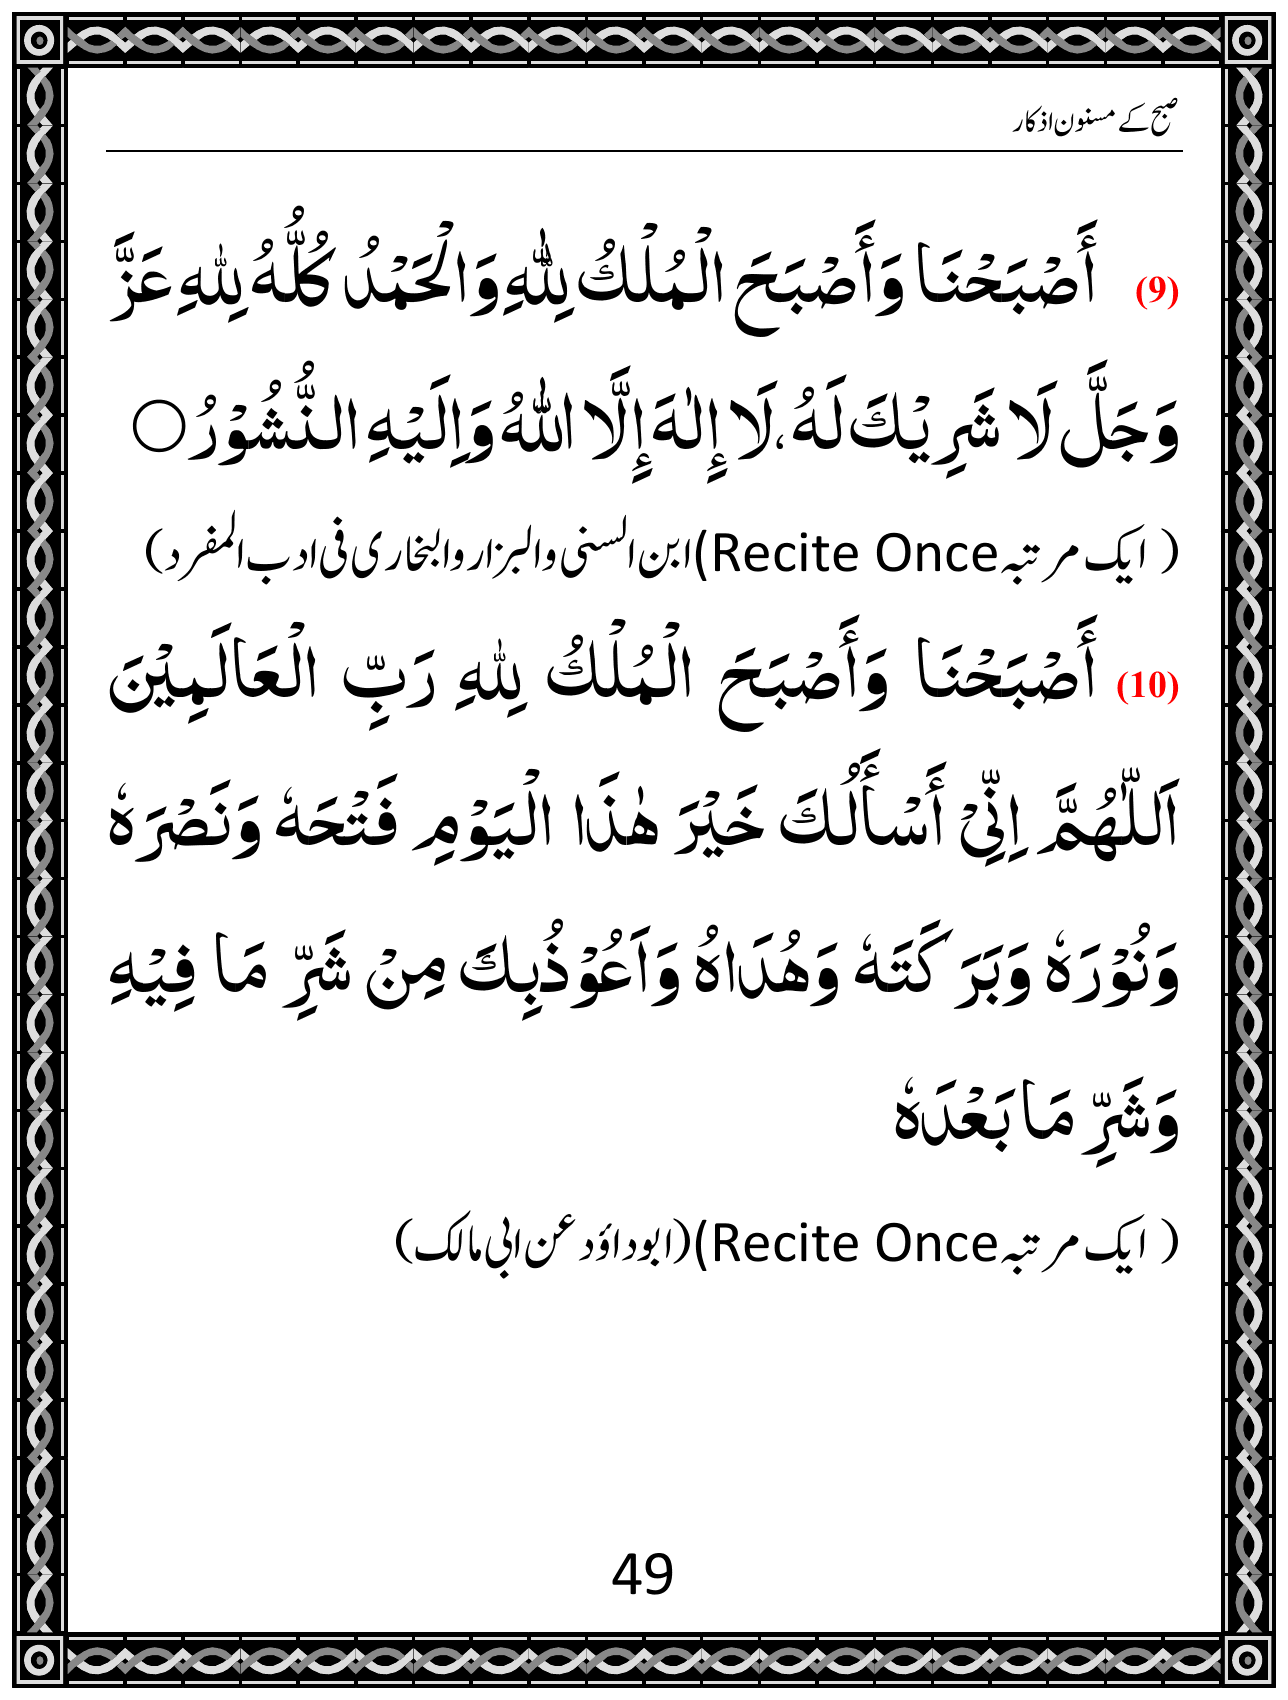 صبح کے مسنون اذکار
(9) أَصْبَحْنَا وَأَصْبَحَ الْمُلْكُ لِلّٰهِ وَالْحَمْدُ كُلُّهُ لِلّٰهِ عَزَّ
وَجَلَّ لَا شَرِيْكَ لَهُ، لَا إِلٰهَ إِلَّا اللّٰهُ وَاِلَيْهِ النُّشُوْرُ○
( ایک مرتبہ Recite Once)ابن السنی والبزار والبخاری فی ادب المفرد)
(10) أَصْبَحْنَا وَأَصْبَحَ الْمُلْكُ لِلّٰهِ رَبِّ الْعَالَمِيْنَ
اَللّٰهُمَّ اِنِّيْ أَسْأَلُكَ خَيْرَ هٰذَا الْيَوْمِ فَتْحَهٗ وَنَصْرَهٗ
وَنُوْرَهٗ وَبَرَكَتَهٗ وَهُدَاهُ وَاَعُوْذُبِكَ مِنْ شَرِّ مَا فِيْهِ
وَشَرِّ مَا بَعْدَهٗ
( ایک مرتبہ Recite Once)(ابوداؤد عن ابی مالک)
49